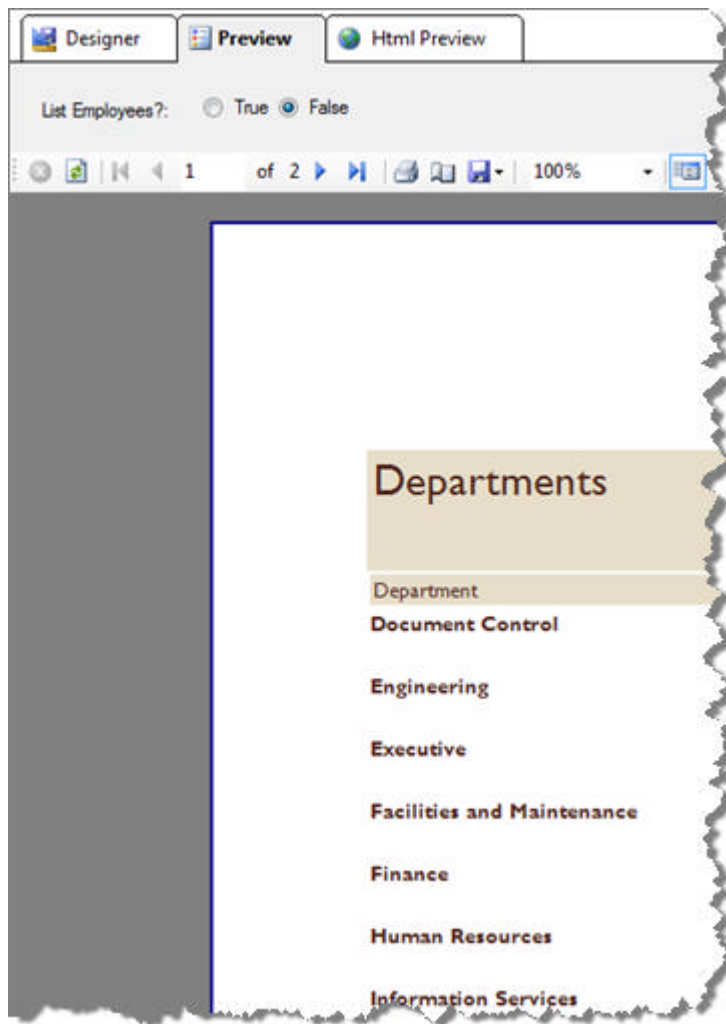 Designer Preview Html Preview
List Employees?: True False
1 of 2 100%
Departments
Department
Document Control
Engineering
Executive
Facilities and Maintenance
Finance
Human Resources
Information Services